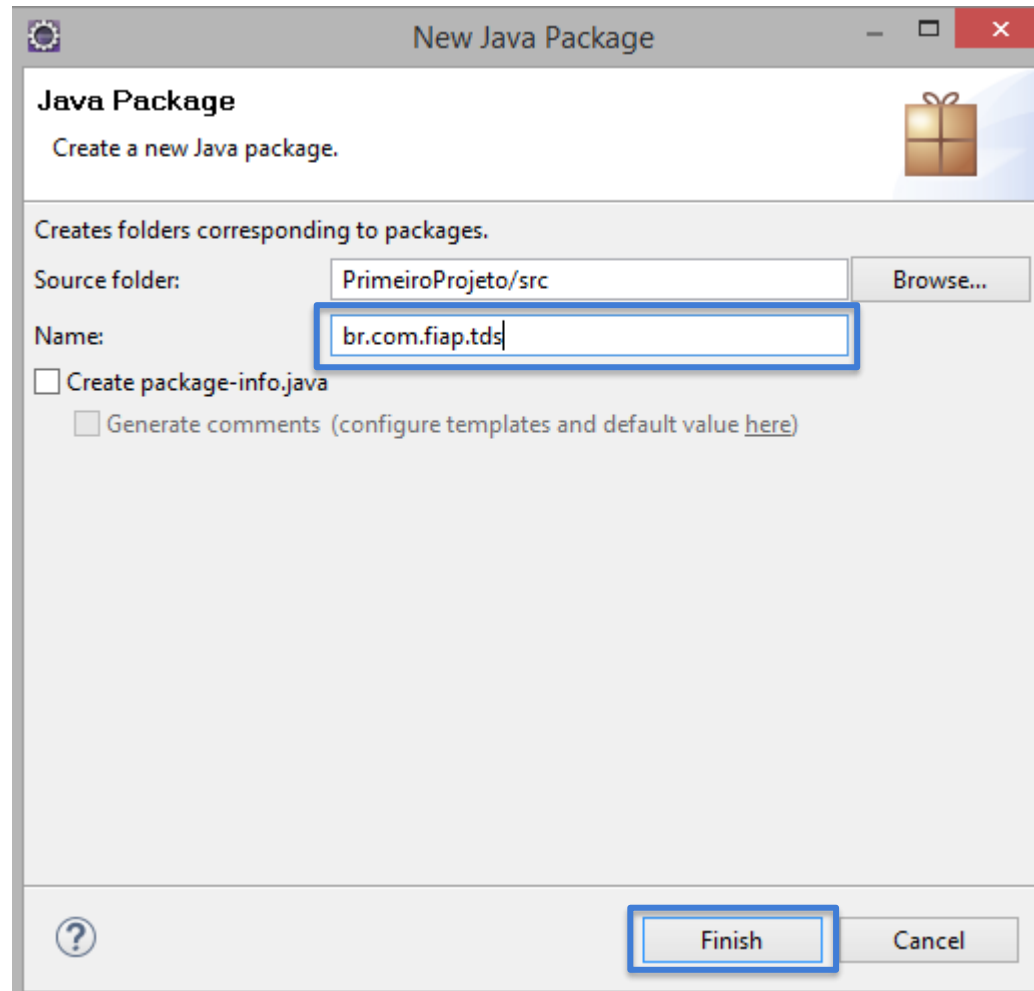 New Java Package
Java Package
Create a new Java package.
Creates folders corresponding to packages.
Source folder: PrimeiroProjeto/src Browse...
Name: br.com.fiap.tds
Create package-info.java
Generate comments (configure templates and default value here)
? Finish Cancel